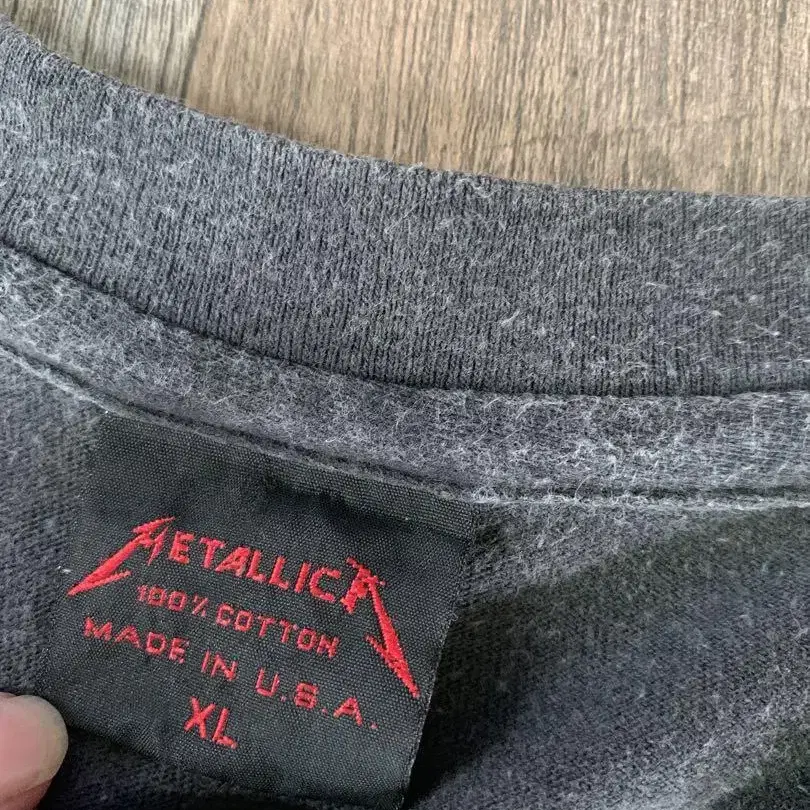 METALLICA
100% COTTON
MADE IN U.S.A.
XL